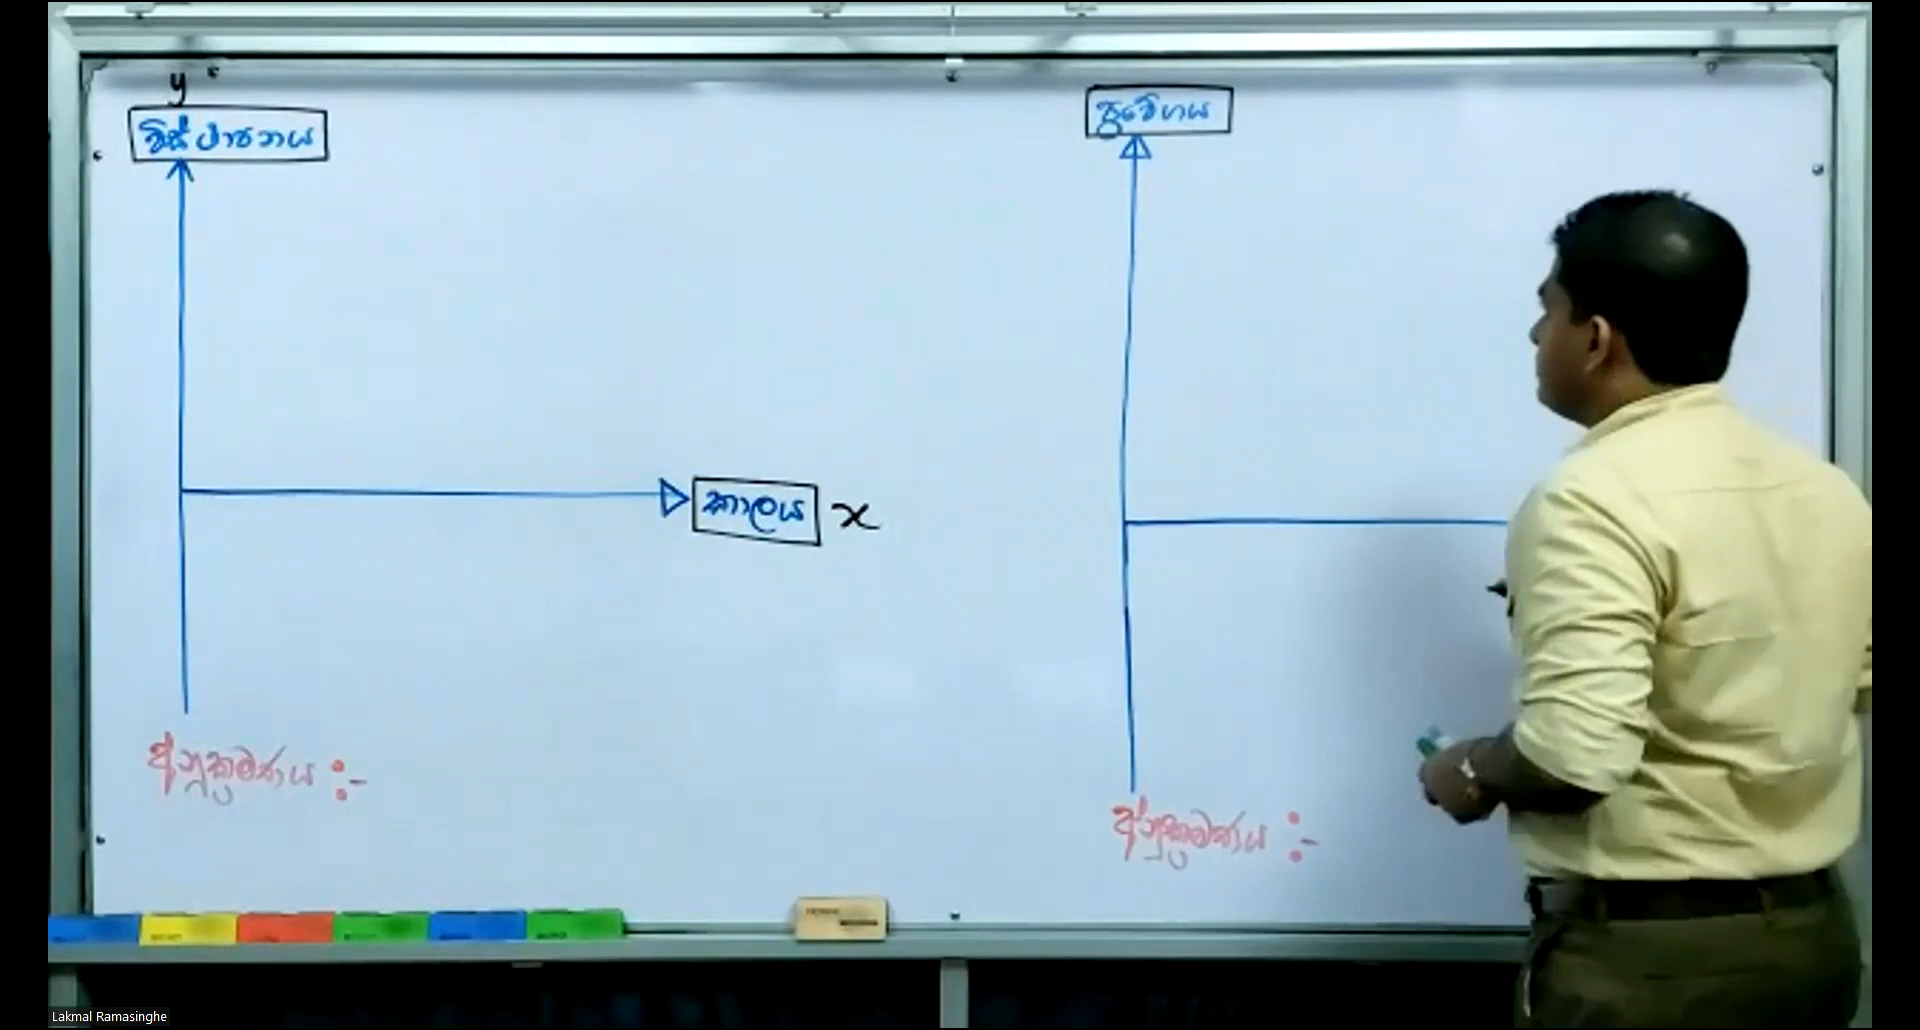 y
විස්ථාපනය
කාලය x
අනුක්‍රමණය :-
ප්‍රවේගය
අනුක්‍රමණය :-
Lakmal Ramasinghe